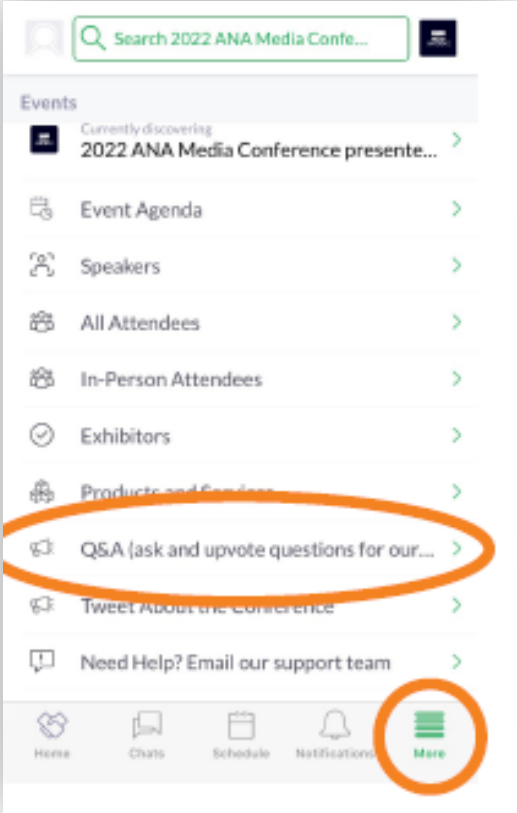 Search 2022 ANA Media Confe...
Events
Currently discovering
2022 ANA Media Conference presente...
Event Agenda
Speakers
All Attendees
In-Person Attendees
Exhibitors
Products and Services
Q&A (ask and upvote questions for our...
Tweet About the Conference
Need Help? Email our support team
Home
Chats
Schedule
Notifications
More